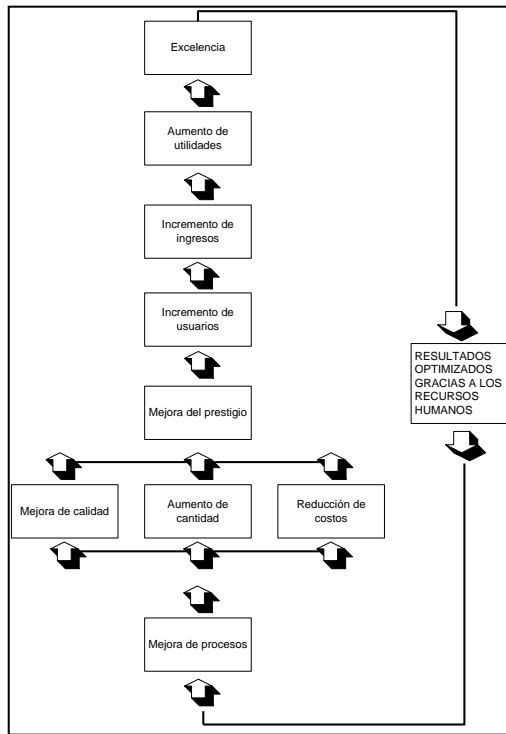 Excelencia
Aumento de
utilidades
Incremento de
ingresos
Incremento de
usuarios
RESULTADOS
OPTIMIZADOS
GRACIAS A LOS
RECURSOS
HUMANOS
Mejora del prestigio
Mejora de calidad
Aumento de
cantidad
Reducción de
costos
Mejora de procesos